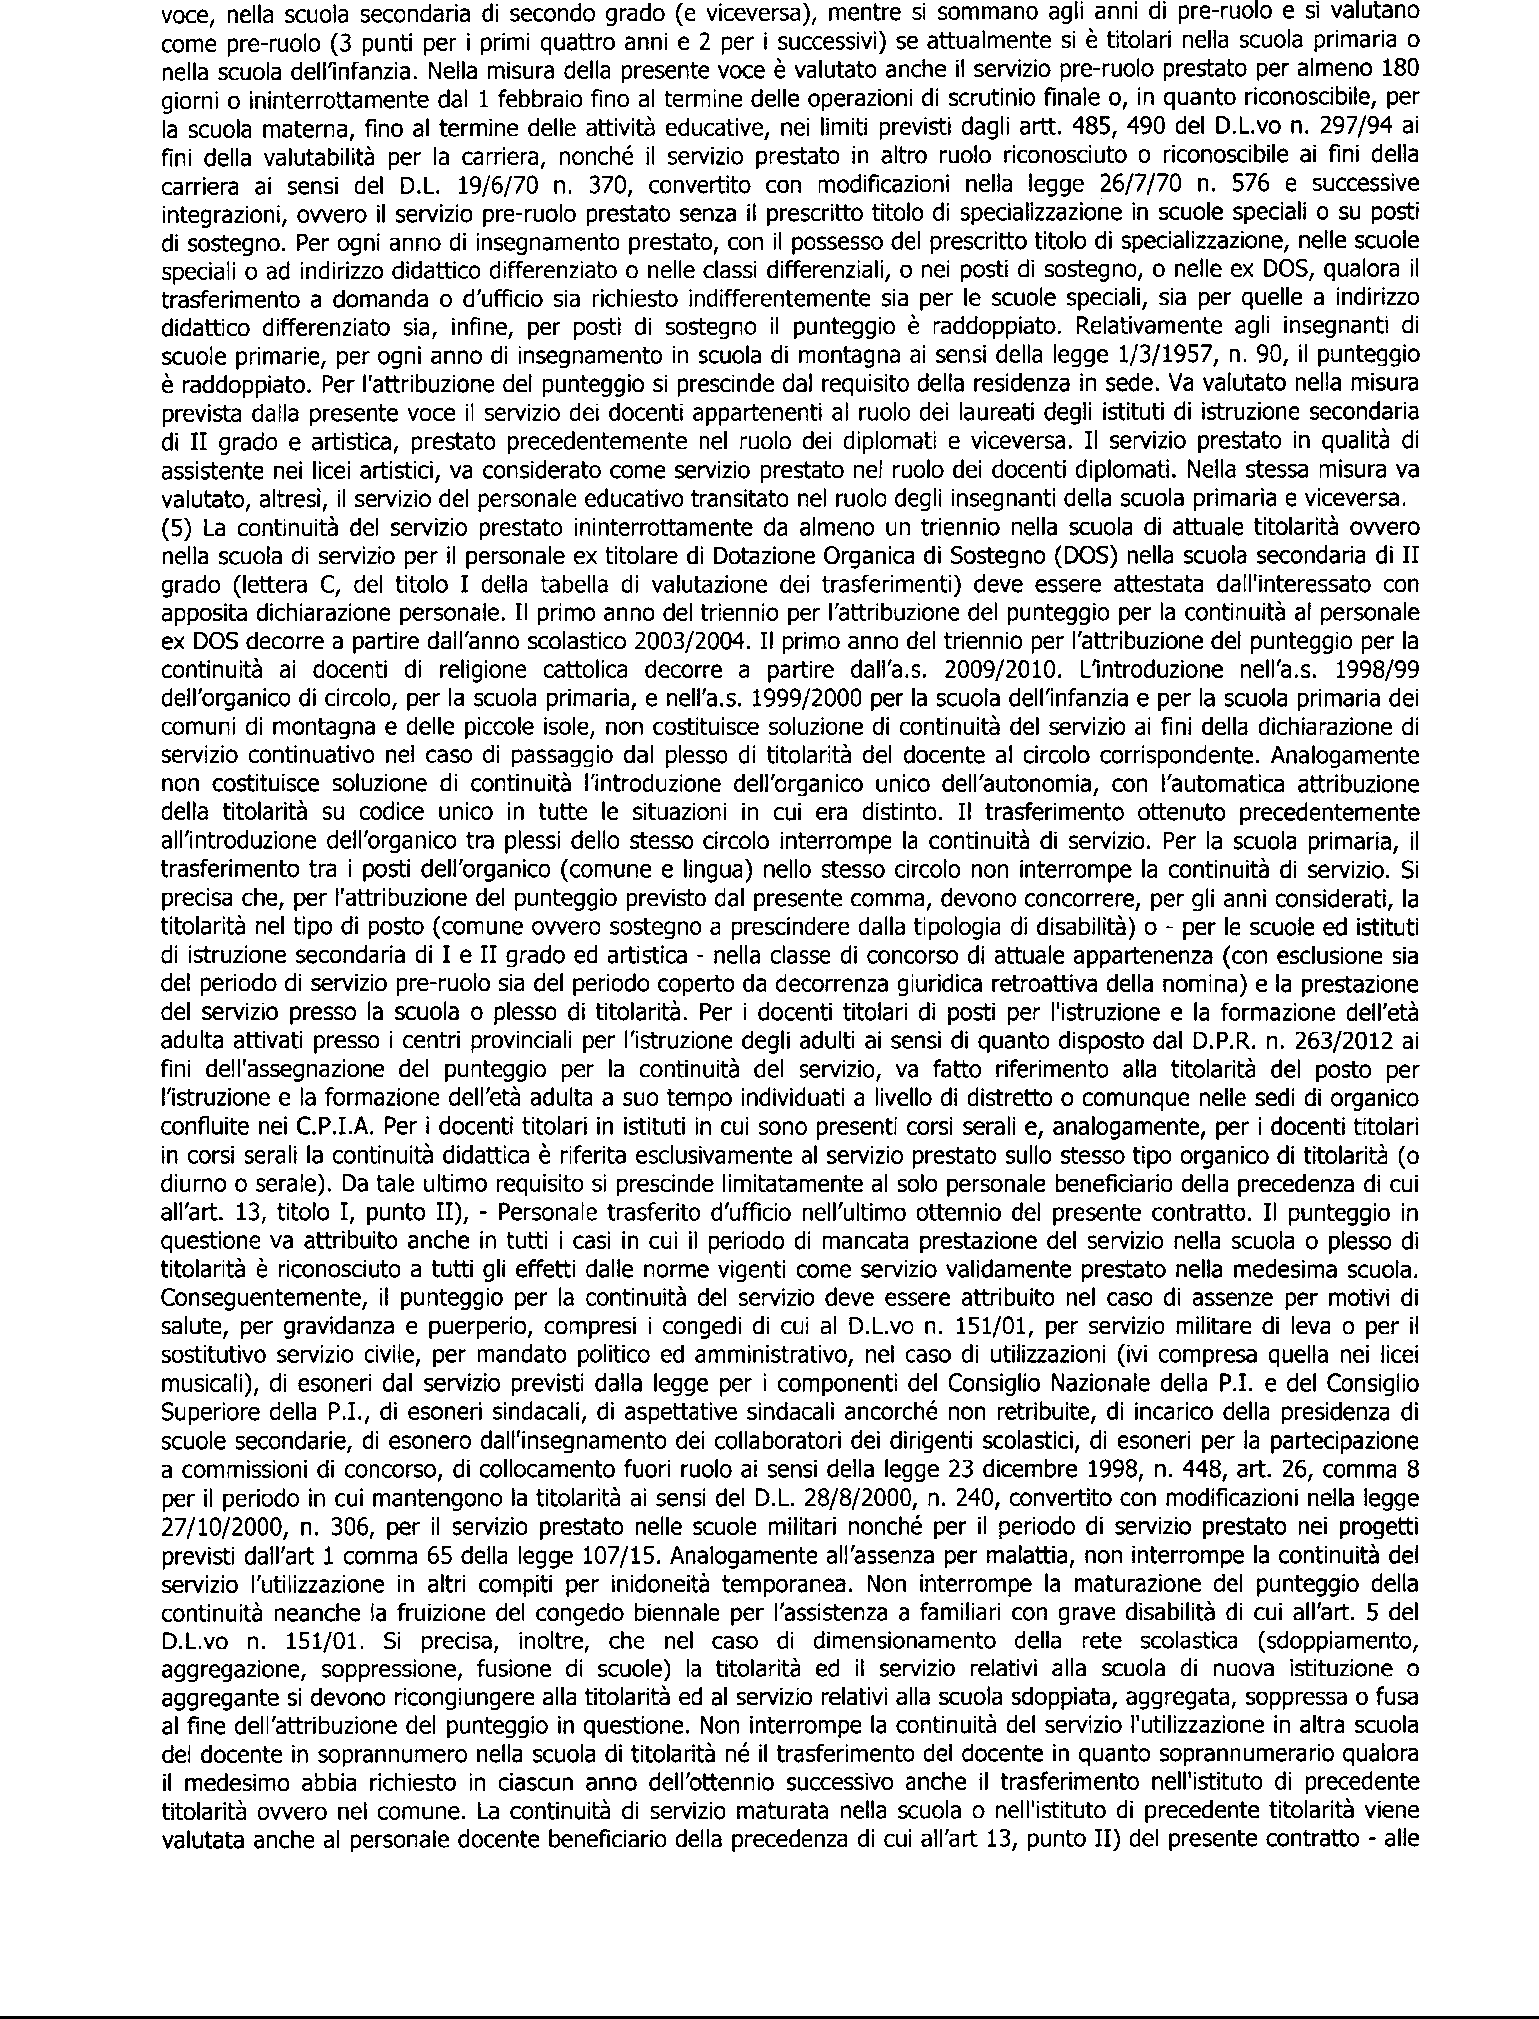 voce, nella scuola secondaria di secondo grado (e viceversa), mentre si sommano agli anni di pre-ruolo e si valutano
come pre-ruolo (3 punti per i primi quattro anni e 2 per i successivi) se attualmente si è titolari nella scuola primaria o
nella scuola dell'infanzia. Nella misura della presente voce è valutato anche il servizio pre-ruolo prestato per almeno 180
giorni o ininterrottamente dal 1 febbraio fino al termine delle operazioni di scrutinio finale o, in quanto riconoscibile, per
la scuola materna, fino al termine delle attività educative, nei limiti previsti dagli artt. 485, 490 del D.L.vo n. 297/94 ai
fini della valutabilità per la carriera, nonché il servizio prestato in altro ruolo riconosciuto o riconoscibile ai fini della
carriera ai sensi del D.L. 19/6/70 n. 370, convertito con modificazioni nella legge 26/7/70 n. 576 e successive
integrazioni, ovvero il servizio pre-ruolo prestato senza il prescritto titolo di specializzazione in scuole speciali o su posti
di sostegno. Per ogni anno di insegnamento prestato, con il possesso del prescritto titolo di specializzazione, nelle scuole
speciali o ad indirizzo didattico differenziato o nelle classi differenziali, o nei posti di sostegno, o nelle ex DOS, qualora il
trasferimento a domanda o d'ufficio sia richiesto indifferentemente sia per le scuole speciali, sia per quelle a indirizzo
didattico differenziato sia, infine, per posti di sostegno il punteggio è raddoppiato. Relativamente agli insegnanti di
scuole primarie, per ogni anno di insegnamento in scuola di montagna ai sensi della legge 1/3/1957, n. 90, il punteggio
è raddoppiato. Per l'attribuzione del punteggio si prescinde dal requisito della residenza in sede. Va valutato nella misura
prevista dalla presente voce il servizio dei docenti appartenenti al ruolo dei laureati degli istituti di istruzione secondaria
di II grado e artistica, prestato precedentemente nel ruolo dei diplomati e viceversa. Il servizio prestato in qualità di
assistente nei licei artistici, va considerato come servizio prestato nel ruolo dei docenti diplomati. Nella stessa misura va
valutato, altresì, il servizio del personale educativo transitato nel ruolo degli insegnanti della scuola primaria e viceversa.
(5) La continuità del servizio prestato ininterrottamente da almeno un triennio nella scuola di attuale titolarità ovvero
nella scuola di servizio per il personale ex titolare di Dotazione Organica di Sostegno (DOS) nella scuola secondaria di II
grado (lettera C, del titolo I della tabella di valutazione dei trasferimenti) deve essere attestata dall'interessato con
apposita dichiarazione personale. Il primo anno del triennio per l'attribuzione del punteggio per la continuità al personale
ex DOS decorre a partire dall'anno scolastico 2003/2004. Il primo anno del triennio per l'attribuzione del punteggio per la
continuità ai docenti di religione cattolica decorre a partire dall'a.s. 2009/2010. L'introduzione nell'a.s. 1998/99
dell'organico di circolo, per la scuola primaria, e nell'a.s. 1999/2000 per la scuola dell'infanzia e per la scuola primaria dei
comuni di montagna e delle piccole isole, non costituisce soluzione di continuità del servizio ai fini della dichiarazione di
servizio continuativo nel caso di passaggio dal plesso di titolarità del docente al circolo corrispondente. Analogamente
non costituisce soluzione di continuità l'introduzione dell'organico unico dell'autonomia, con l'automatica attribuzione
della titolarità su codice unico in tutte le situazioni in cui era distinto. Il trasferimento ottenuto precedentemente
all'introduzione dell'organico tra plessi dello stesso circolo interrompe la continuità di servizio. Per la scuola primaria, il
trasferimento tra i posti dell'organico (comune e lingua) nello stesso circolo non interrompe la continuità di servizio. Si
precisa che, per l'attribuzione del punteggio previsto dal presente comma, devono concorrere, per gli anni considerati, la
titolarità nel tipo di posto (comune ovvero sostegno a prescindere dalla tipologia di disabilità) o - per le scuole ed istituti
di istruzione secondaria di I e II grado ed artistica - nella classe di concorso di attuale appartenenza (con esclusione sia
del periodo di servizio pre-ruolo sia del periodo coperto da decorrenza giuridica retroattiva della nomina) e la prestazione
del servizio presso la scuola o plesso di titolarità. Per i docenti titolari di posti per l'istruzione e la formazione dell'età
adulta attivati presso i centri provinciali per l'istruzione degli adulti ai sensi di quanto disposto dal D.P.R. n. 263/2012 ai
fini dell'assegnazione del punteggio per la continuità del servizio, va fatto riferimento alla titolarità del posto per
l'istruzione e la formazione dell'età adulta a suo tempo individuati a livello di distretto o comunque nelle sedi di organico
confluite nei C.P.I.A. Per i docenti titolari in istituti in cui sono presenti corsi serali e, analogamente, per i docenti titolari
in corsi serali la continuità didattica è riferita esclusivamente al servizio prestato sullo stesso tipo organico di titolarità (o
diurno o serale). Da tale ultimo requisito si prescinde limitatamente al solo personale beneficiario della precedenza di cui
all'art. 13, titolo I, punto II), - Personale trasferito d'ufficio nell'ultimo ottennio del presente contratto. Il punteggio in
questione va attribuito anche in tutti i casi in cui il periodo di mancata prestazione del servizio nella scuola o plesso di
titolarità è riconosciuto a tutti gli effetti dalle norme vigenti come servizio validamente prestato nella medesima scuola.
Conseguentemente, il punteggio per la continuità del servizio deve essere attribuito nel caso di assenze per motivi di
salute, per gravidanza e puerperio, compresi i congedi di cui al D.L.vo n. 151/01, per servizio militare di leva o per il
sostitutivo servizio civile, per mandato politico ed amministrativo, nel caso di utilizzazioni (ivi compresa quella nei licei
musicali), di esoneri dal servizio previsti dalla legge per i componenti del Consiglio Nazionale della P.I. e del Consiglio
Superiore della P.I., di esoneri sindacali, di aspettative sindacali ancorché non retribuite, di incarico della presidenza di
scuole secondarie, di esonero dall'insegnamento dei collaboratori dei dirigenti scolastici, di esoneri per la partecipazione
a commissioni di concorso, di collocamento fuori ruolo ai sensi della legge 23 dicembre 1998, n. 448, art. 26, comma 8
per il periodo in cui mantengono la titolarità ai sensi del D.L. 28/8/2000, n. 240, convertito con modificazioni nella legge
27/10/2000, n. 306, per il servizio prestato nelle scuole militari nonché per il periodo di servizio prestato nei progetti
previsti dall'art 1 comma 65 della legge 107/15. Analogamente all'assenza per malattia, non interrompe la continuità del
servizio l'utilizzazione in altri compiti per inidoneità temporanea. Non interrompe la maturazione del punteggio della
continuità neanche la fruizione del congedo biennale per l'assistenza a familiari con grave disabilità di cui all'art. 5 del
D.L.vo n. 151/01. Si precisa, inoltre, che nel caso di dimensionamento della rete scolastica (sdoppiamento,
aggregazione, soppressione, fusione di scuole) la titolarità ed il servizio relativi alla scuola di nuova istituzione o
aggregante si devono ricongiungere alla titolarità ed al servizio relativi alla scuola sdoppiata, aggregata, soppressa o fusa
al fine dell'attribuzione del punteggio in questione. Non interrompe la continuità del servizio l'utilizzazione in altra scuola
del docente in soprannumero nella scuola di titolarità né il trasferimento del docente in quanto soprannumerario qualora
il medesimo abbia richiesto in ciascun anno dell'ottennio successivo anche il trasferimento nell'istituto di precedente
titolarità ovvero nel comune. La continuità di servizio maturata nella scuola o nell'istituto di precedente titolarità viene
valutata anche al personale docente beneficiario della precedenza di cui all'art 13, punto II) del presente contratto - alle